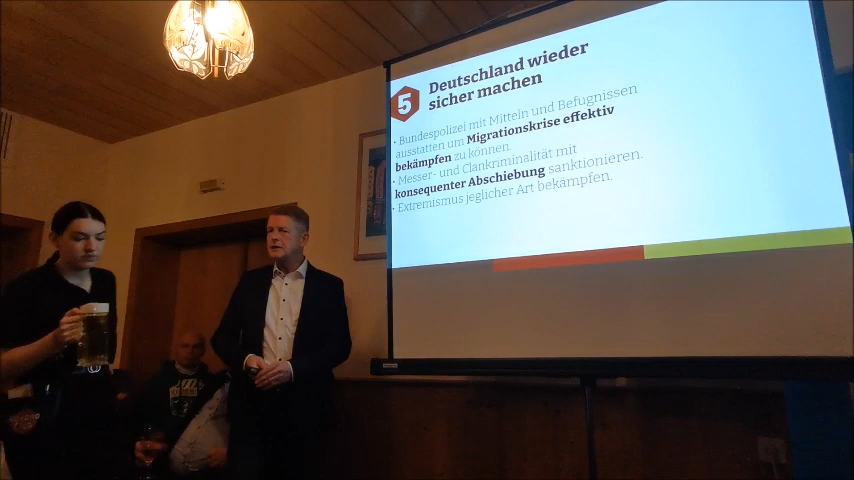 5
Deutschland wieder
sicher machen
• Bundespolizei mit Mitteln und Befugnissen
ausstatten um Migrationskrise effektiv
bekämpfen zu können.
• Messer- und Clankriminalität mit
konsequenter Abschiebung sanktionieren.
• Extremismus jeglicher Art bekämpfen.